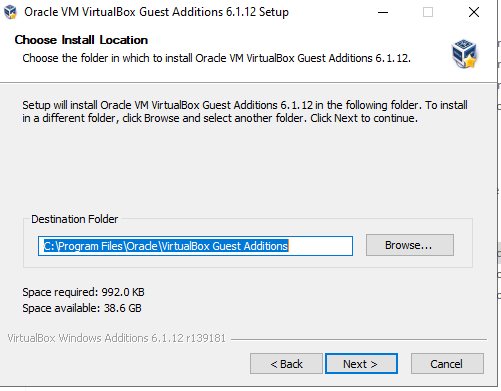 Oracle VM VirtualBox Guest Additions 6.1.12 Setup
Choose Install Location
Choose the folder in which to install Oracle VM VirtualBox Guest Additions 6.1.12.
Setup will install Oracle VM VirtualBox Guest Additions 6.1.12 in the following folder. To install
in a different folder, click Browse and select another folder. Click Next to continue.
Destination Folder
C:\Program Files\Oracle\VirtualBox Guest Additions
Browse...
Space required: 992.0 KB
Space available: 38.6 GB
VirtualBox Windows Additions 6.1.12 r139181
< Back
Next >
Cancel